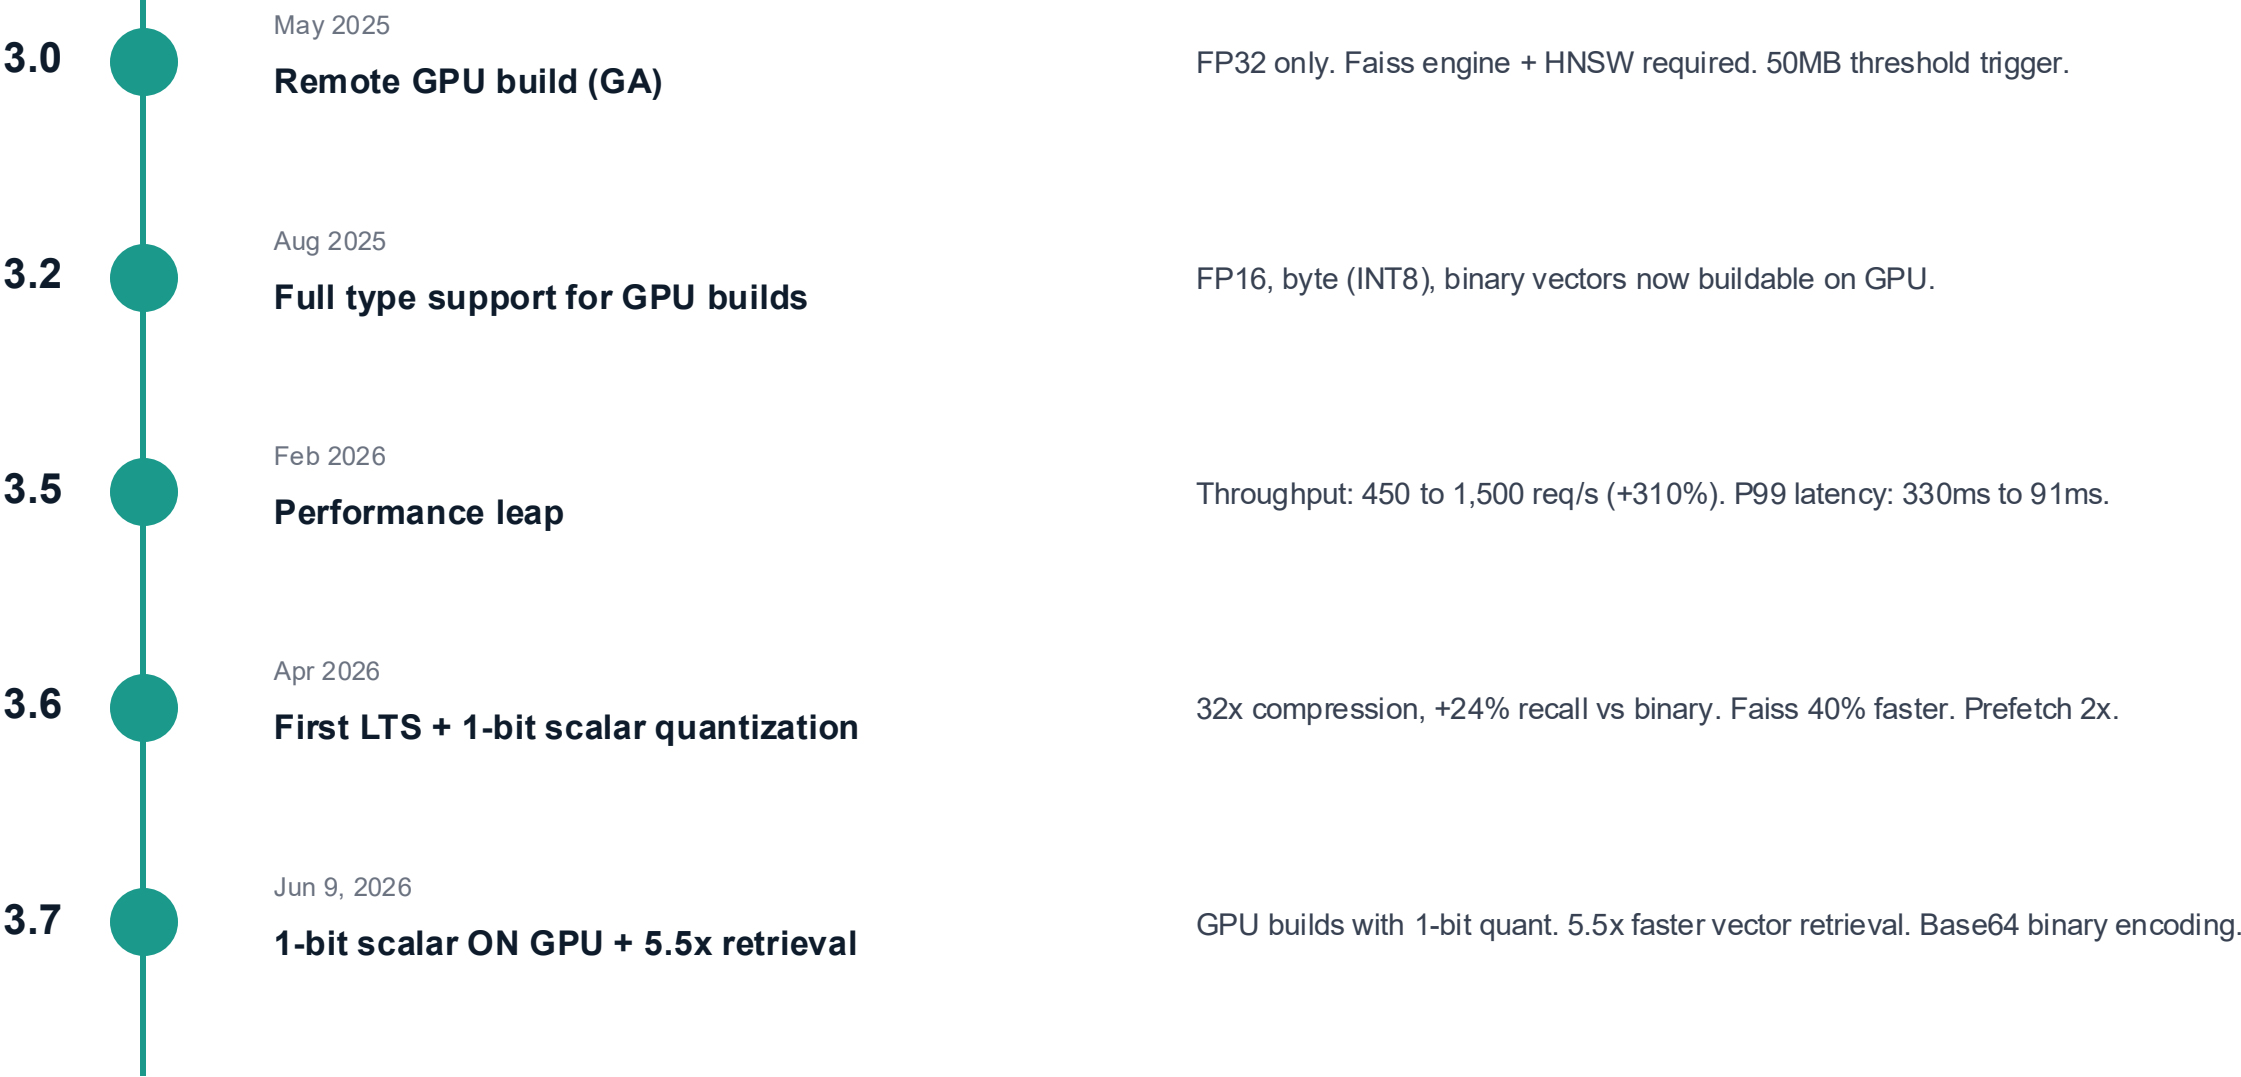 May 2025
3.0
Remote GPU build (GA)
FP32 only. Faiss engine + HNSW required. 50MB threshold trigger.
Aug 2025
3.2
Full type support for GPU builds
FP16, byte (INT8), binary vectors now buildable on GPU.
Feb 2026
3.5
Performance leap
Throughput: 450 to 1,500 req/s (+310%). P99 latency: 330ms to 91ms.
Apr 2026
3.6
First LTS + 1-bit scalar quantization
32x compression, +24% recall vs binary. Faiss 40% faster. Prefetch 2x.
Jun 9, 2026
3.7
1-bit scalar ON GPU + 5.5x retrieval
GPU builds with 1-bit quant. 5.5x faster vector retrieval. Base64 binary encoding.